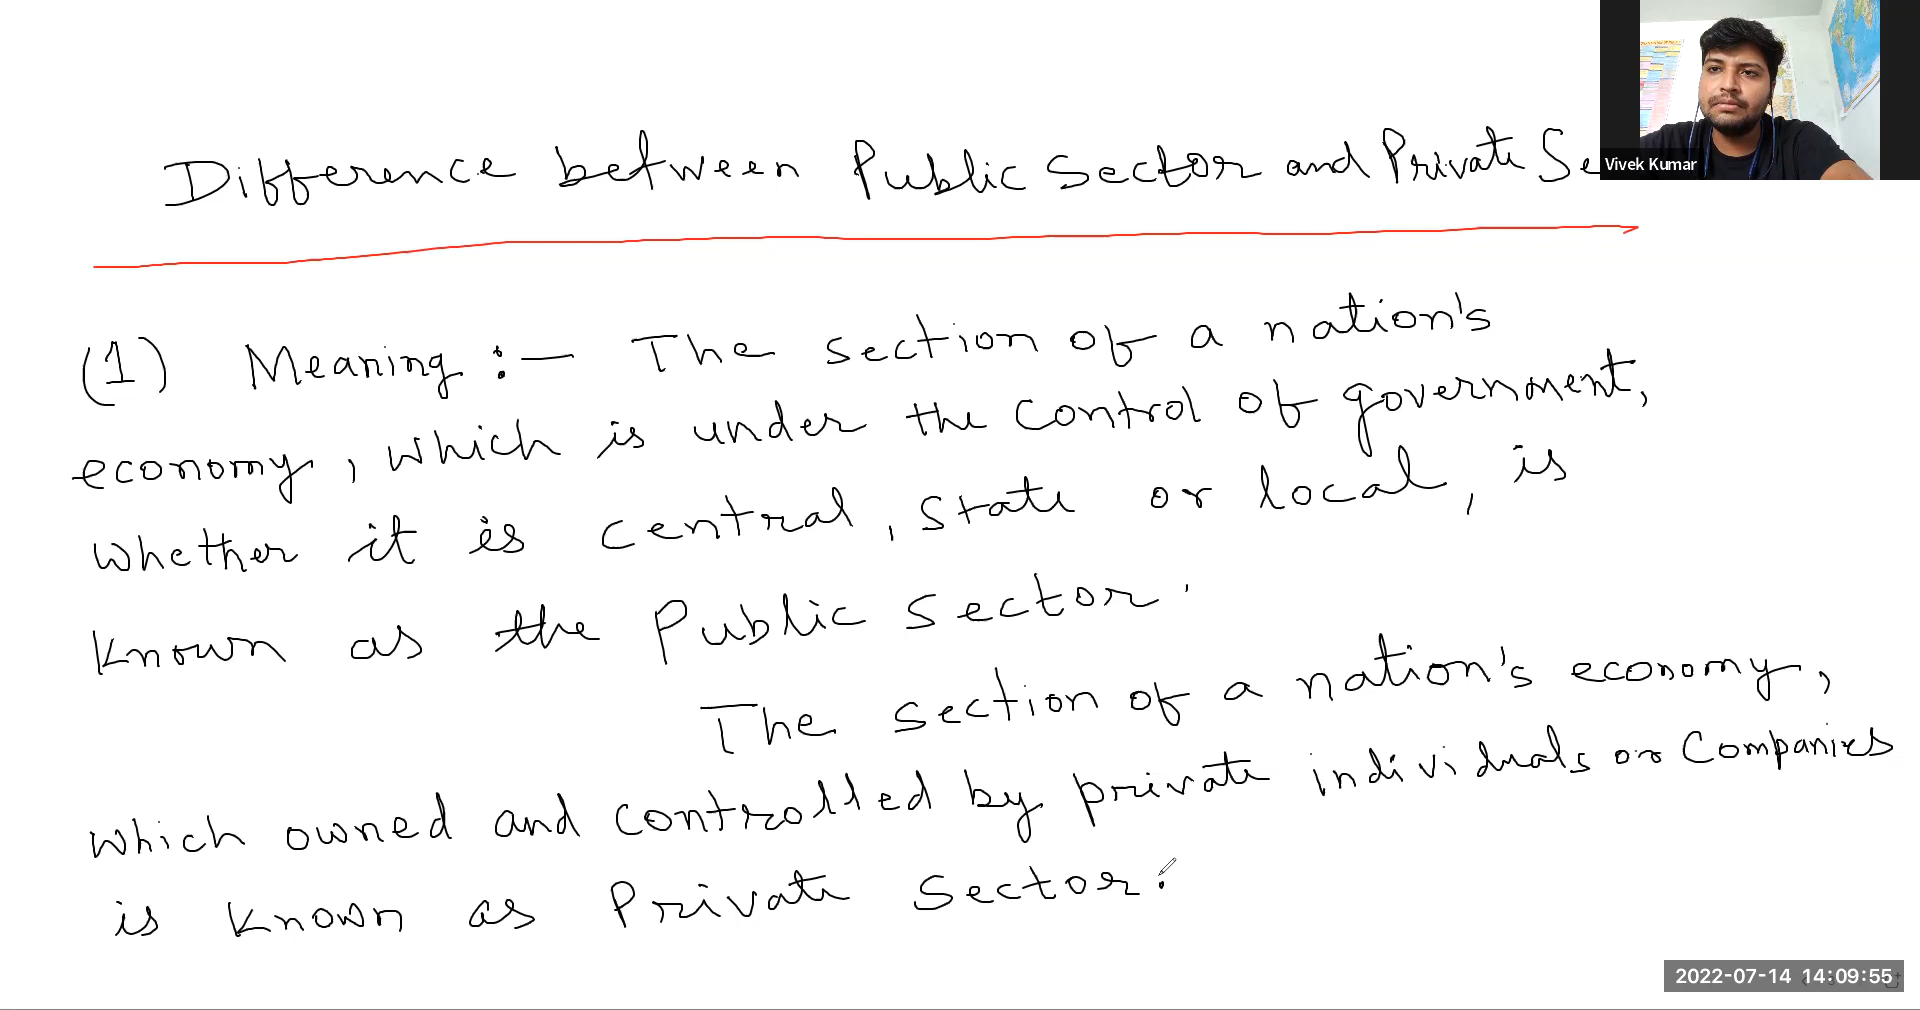 Difference between Public Sector and Private Se
Vivek Kumar
(1) Meaning :- The section of a nation's
economy, which is under the control of government,
whether it is central, state or local, is
known as the Public sector.
The section of a nation's economy,
which owned and controlled by private individuals or Companies
is known as Private Sector.
2022-07-14 14:09:55